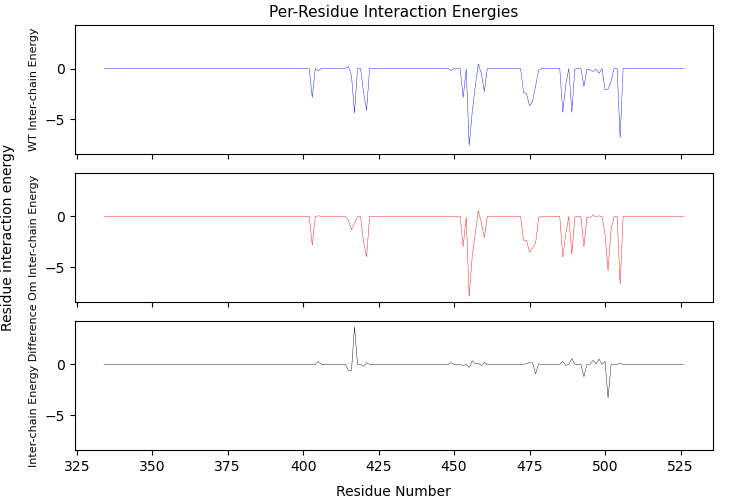 Per-Residue Interaction Energies
Residue interaction energy
WT Inter-chain Energy
0
−5
Om Inter-chain Energy
0
−5
Inter-chain Energy Difference
0
−5
325 350 375 400 425 450 475 500 525
Residue Number